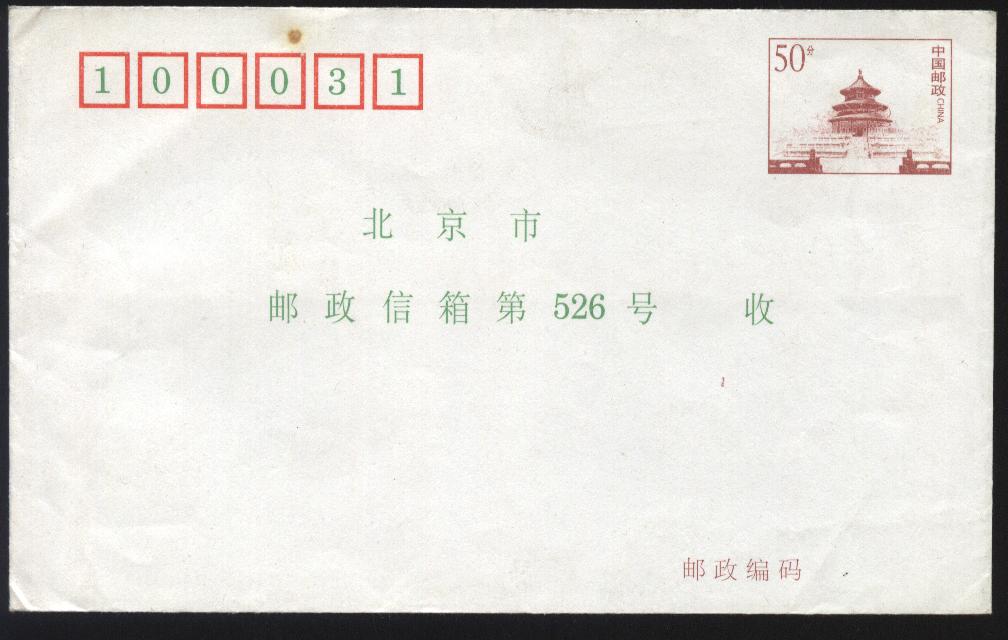 100031
50分
中国邮政 CHINA
北京市
邮政信箱第526号 收
邮政编码